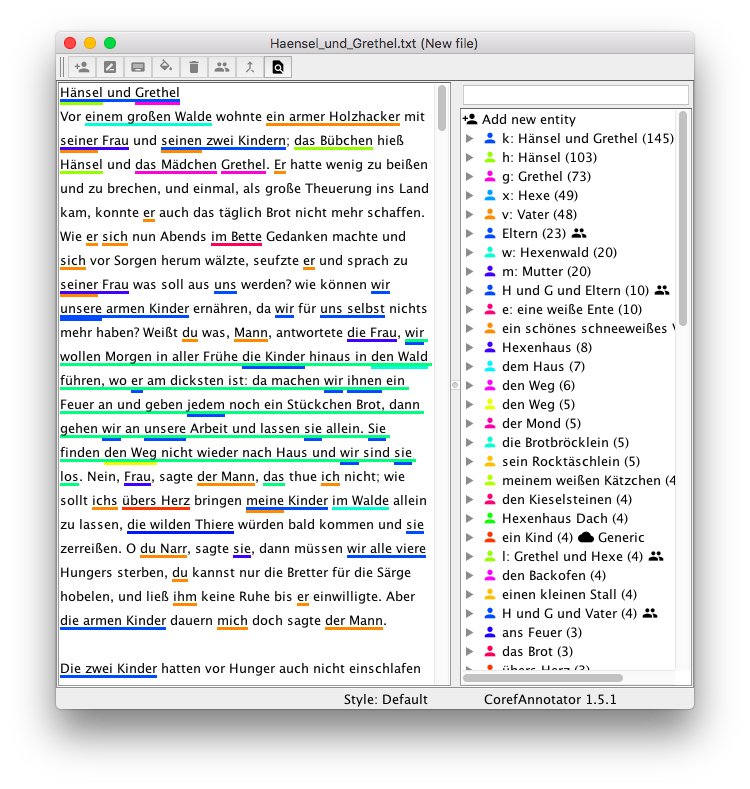 Haensel_und_Grethel.txt (New file)
Hänsel und Grethel
Vor einem großen Walde wohnte ein armer Holzhacker mit
seiner Frau und seinen zwei Kindern; das Bübchen hieß
Hänsel und das Mädchen Grethel. Er hatte wenig zu beißen
und zu brechen, und einmal, als große Theuerung ins Land
kam, konnte er auch das täglich Brot nicht mehr schaffen.
Wie er sich nun Abends im Bette Gedanken machte und
sich vor Sorgen herum wälzte, seufzte er und sprach zu
seiner Frau was soll aus uns werden? wie können wir
unsere armen Kinder ernähren, da wir für uns selbst nichts
mehr haben? Weißt du was, Mann, antwortete die Frau, wir
wollen Morgen in aller Frühe die Kinder hinaus in den Wald
führen, wo er am dicksten ist: da machen wir ihnen ein
Feuer an und geben jedem noch ein Stückchen Brot, dann
gehen wir an unsere Arbeit und lassen sie allein. Sie
finden den Weg nicht wieder nach Haus und wir sind sie
los. Nein, Frau, sagte der Mann, das thue ich nicht; wie
sollt ichs übers Herz bringen meine Kinder im Walde allein
zu lassen, die wilden Thiere würden bald kommen und sie
zerreißen. O du Narr, sagte sie, dann müssen wir alle viere
Hungers sterben, du kannst nur die Bretter für die Särge
hobelen, und ließ ihm keine Ruhe bis er einwilligte. Aber
die armen Kinder dauern mich doch sagte der Mann.
Die zwei Kinder hatten vor Hunger auch nicht einschlafen
Add new entity
k: Hänsel und Grethel (145)
h: Hänsel (103)
g: Grethel (73)
x: Hexe (49)
v: Vater (48)
Eltern (23)
w: Hexenwald (20)
m: Mutter (20)
H und G und Eltern (10)
e: eine weiße Ente (10)
ein schönes schneeweißes
Hexenhaus (8)
dem Haus (7)
den Weg (6)
den Weg (5)
der Mond (5)
die Brotbröcklein (5)
sein Rocktäschlein (5)
meinem weißen Kätzchen (4
den Kieselsteinen (4)
Hexenhaus Dach (4)
ein Kind (4) Generic
l: Grethel und Hexe (4)
den Backofen (4)
einen kleinen Stall (4)
H und G und Vater (4)
ans Feuer (3)
das Brot (3)
übers Herz (3)
Style: Default
CorefAnnotator 1.5.1